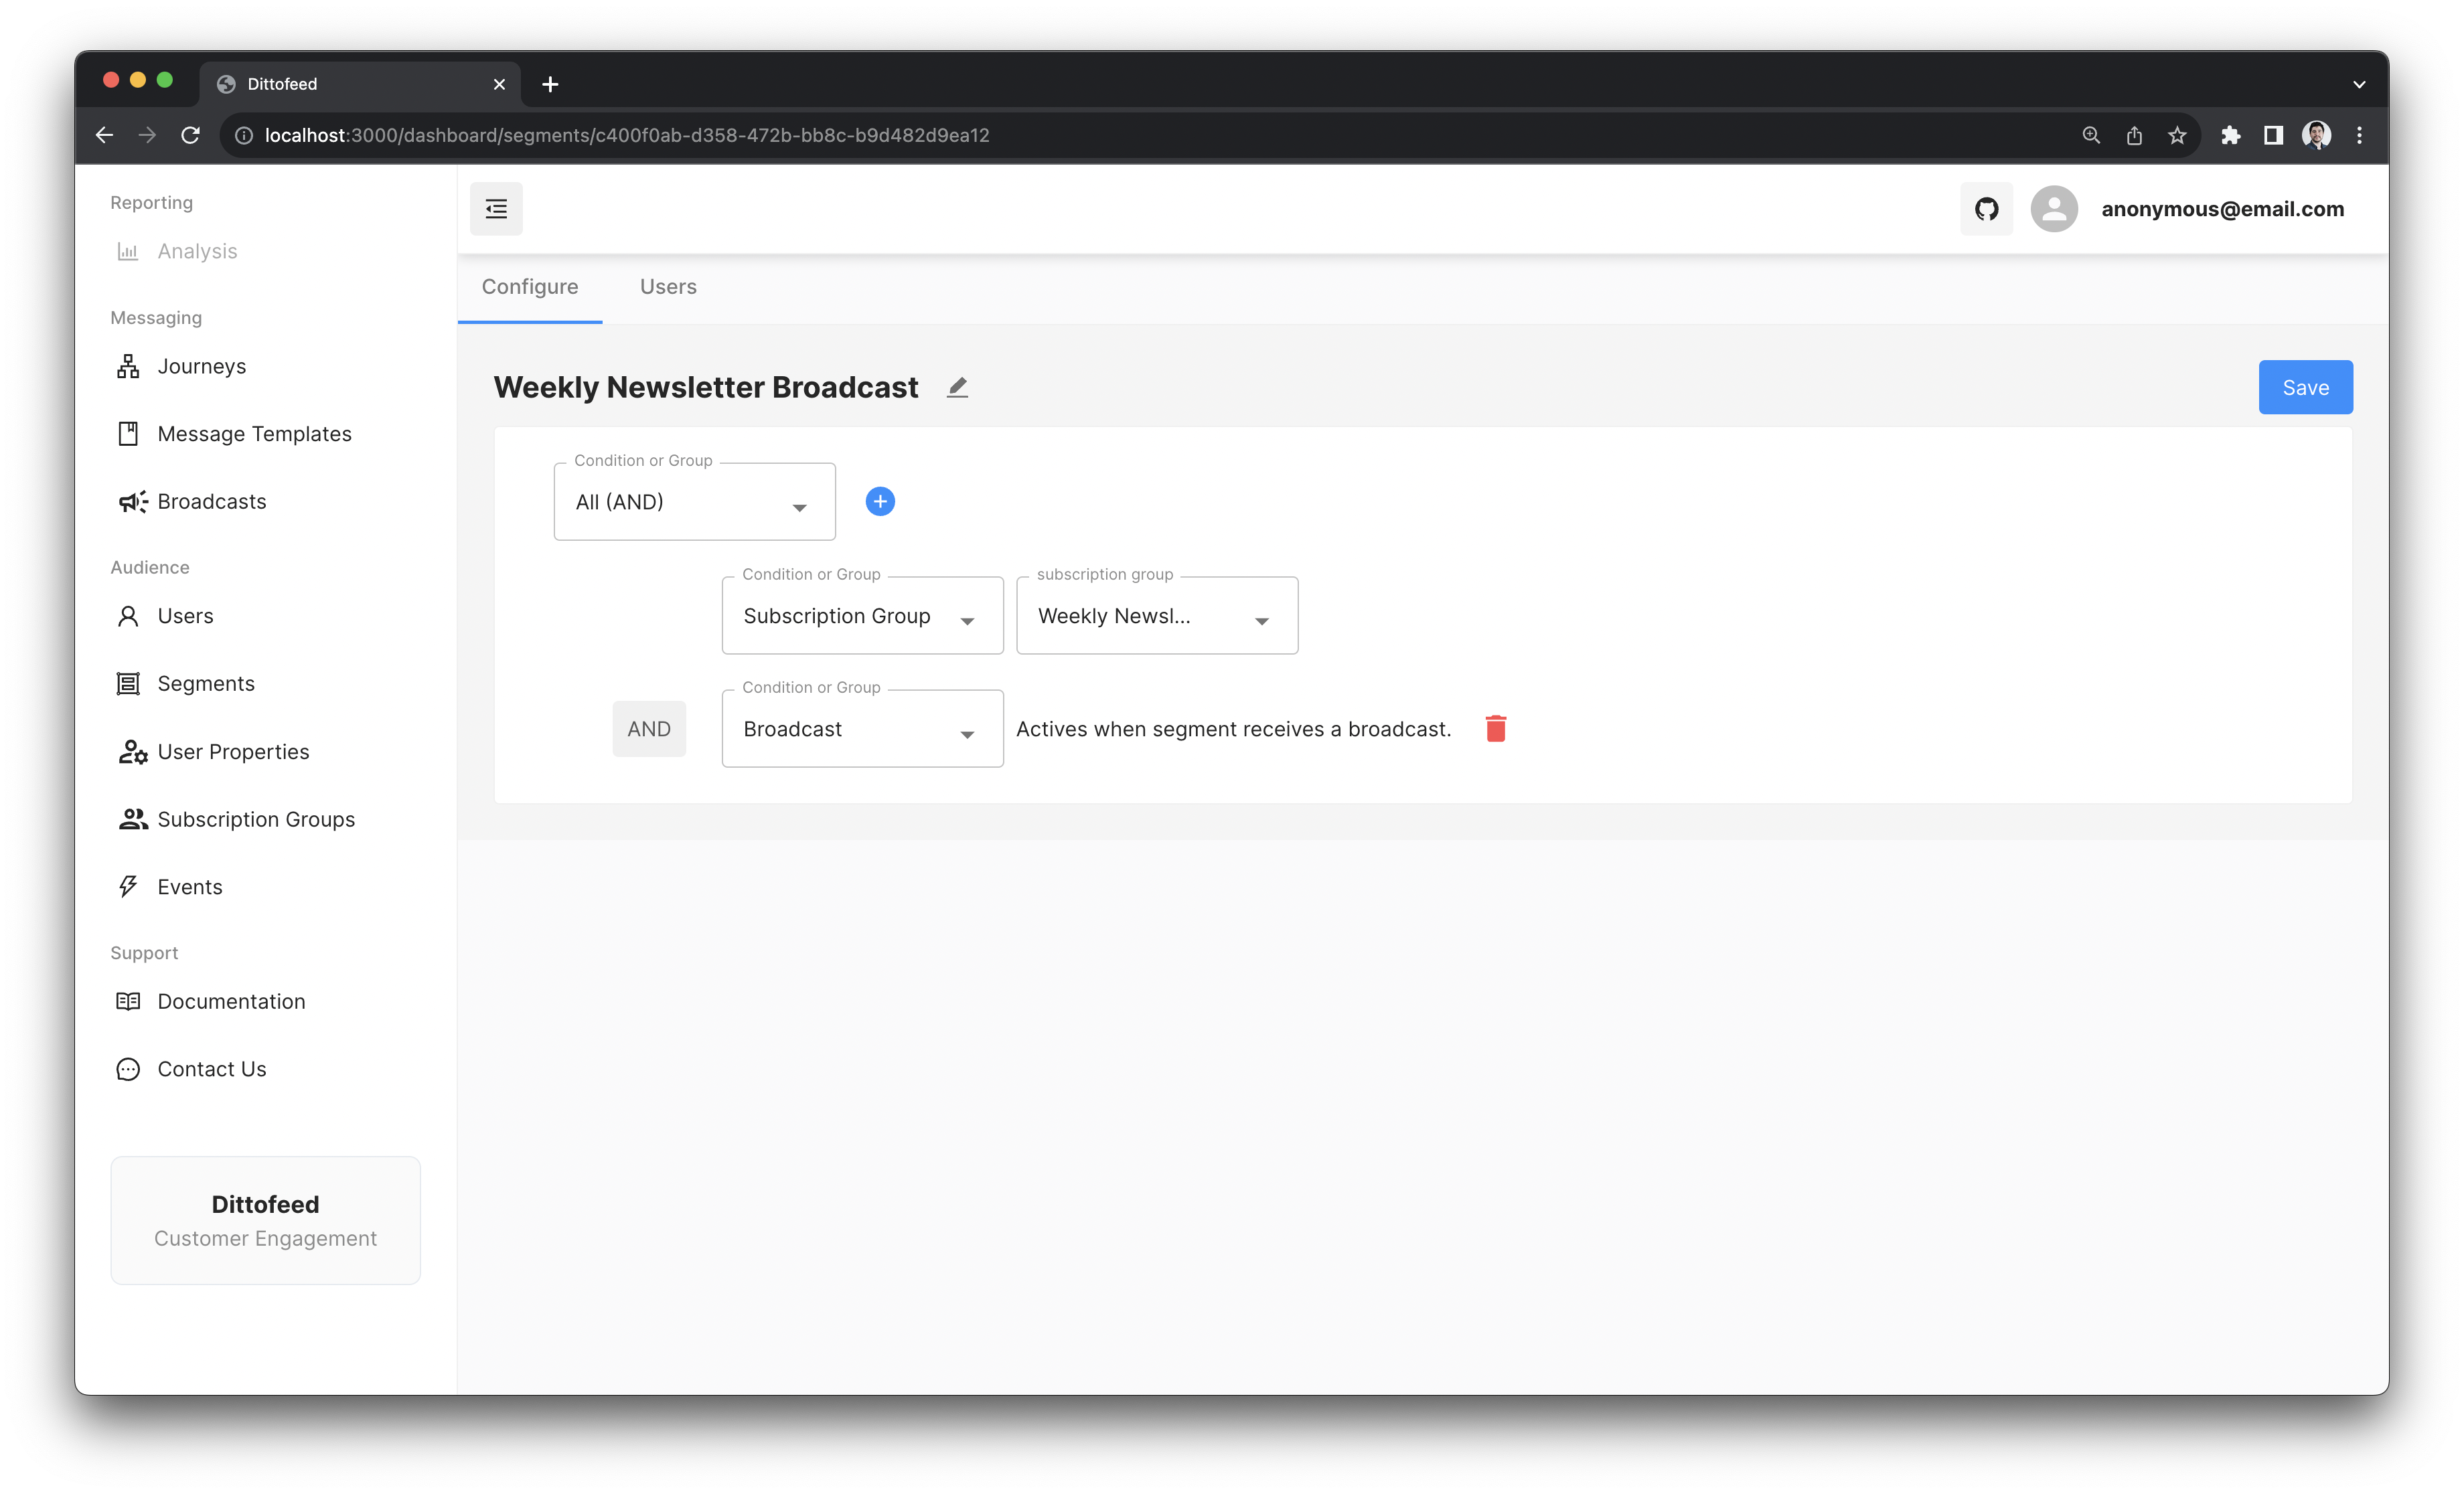 Dittofeed
localhost:3000/dashboard/segments/c400f0ab-d358-472b-bb8c-b9d482d9ea12
Reporting
Analysis
Messaging
Journeys
Message Templates
Broadcasts
Audience
Users
Segments
User Properties
Subscription Groups
Events
Support
Documentation
Contact Us
Dittofeed
Customer Engagement
anonymous@email.com
Configure Users
Weekly Newsletter Broadcast
Save
Condition or Group
All (AND)
Condition or Group subscription group
Subscription Group Weekly Newsl...
Condition or Group
AND Broadcast Actives when segment receives a broadcast.